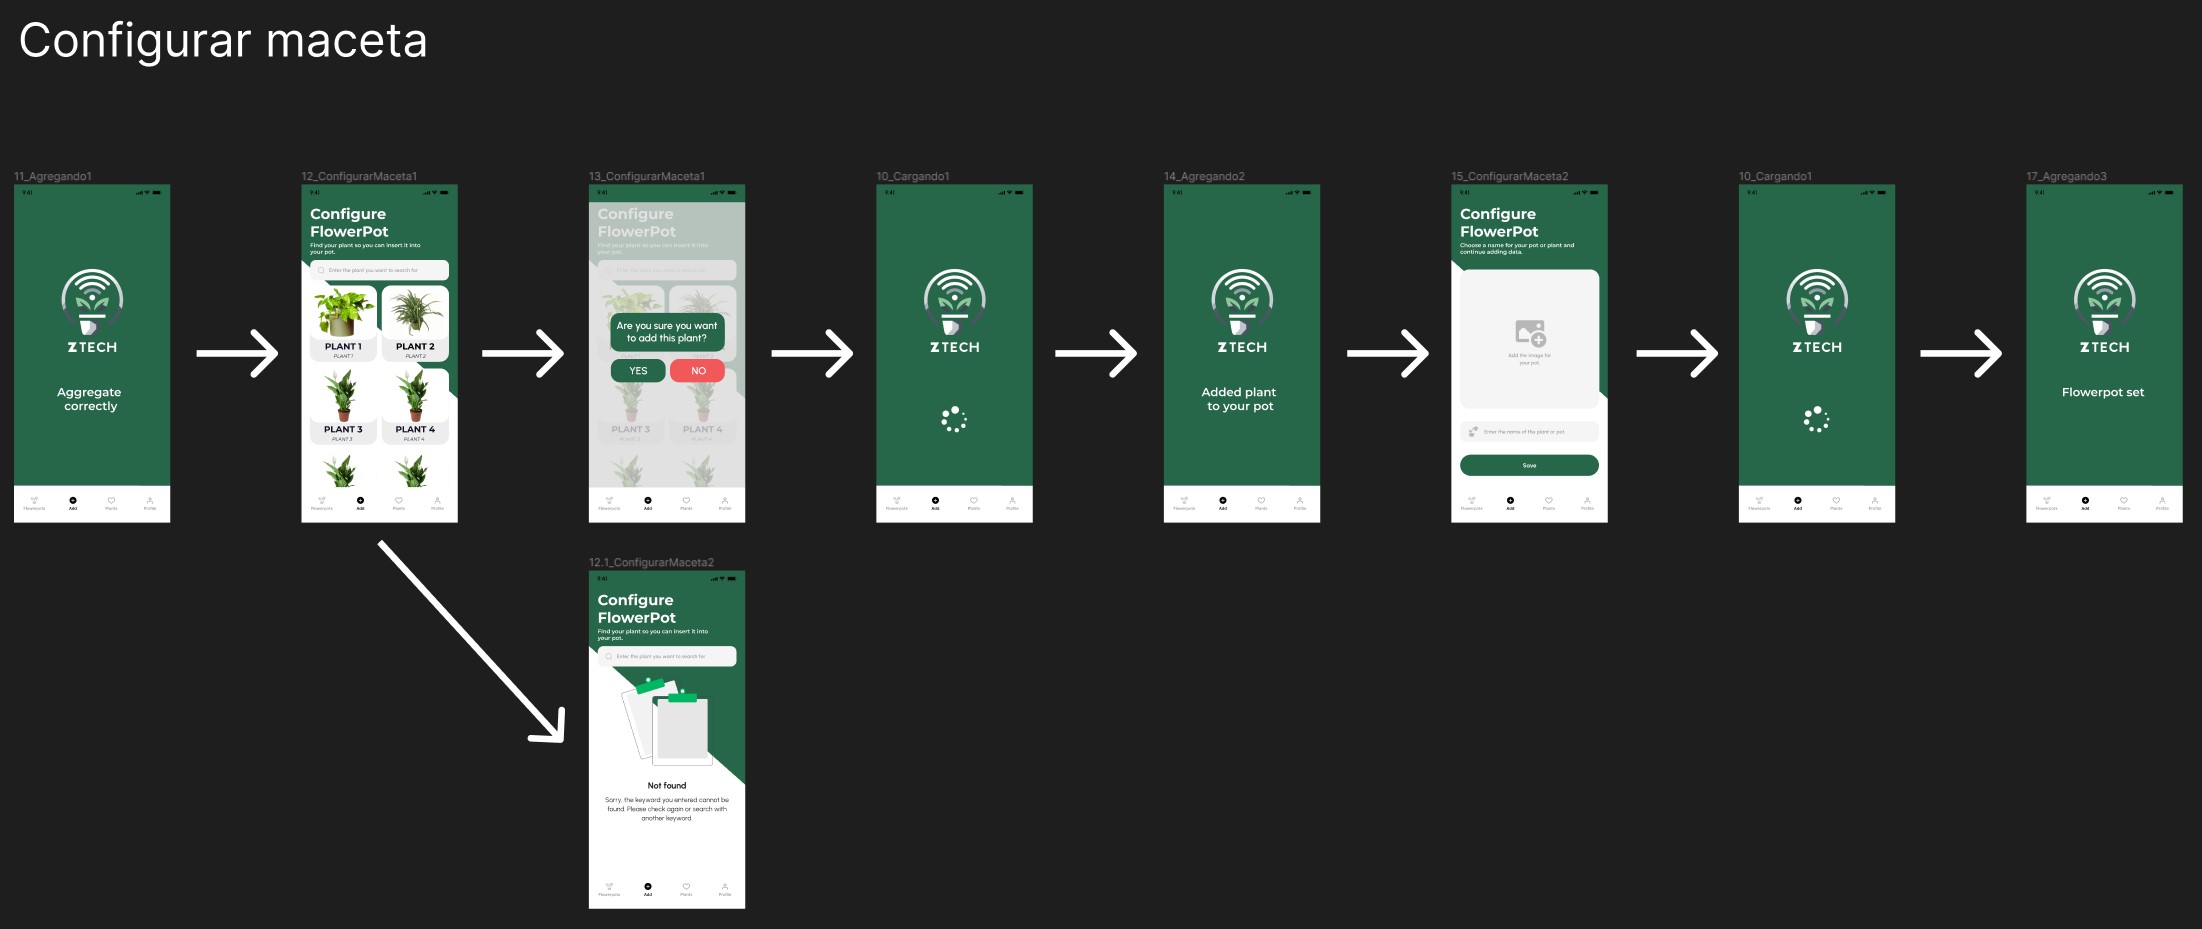 Configurar maceta
11_Agregando1
9:41
ZTECH
Aggregate
correctly
Flowerpots Add Plants Profile
12_ConfigurarMaceta1
9:41
Configure
FlowerPot
Find your plant so you can insert it into
your pot.
Enter the plant you want to search for
PLANT 1 PLANT 2
PLANT 1 PLANT 2
PLANT 3 PLANT 4
PLANT 3 PLANT 4
Flowerpots Add Plants Profile
13_ConfigurarMaceta1
9:41
Configure
FlowerPot
Find your plant so you can insert it into
your pot.
Enter the plant you want to search for
Are you sure you want
to add this plant?
YES NO
PLANT 3 PLANT 4
PLANT 3 PLANT 4
Flowerpots Add Plants Profile
10_Cargando1
9:41
ZTECH
Flowerpots Add Plants Profile
14_Agregando2
9:41
ZTECH
Added plant
to your pot
Flowerpots Add Plants Profile
15_ConfigurarMaceta2
9:41
Configure
FlowerPot
Choose a name for your pot or plant and
continue adding data.
Add the image for
your pot.
Enter the name of the plant or pot
Save
Flowerpots Add Plants Profile
10_Cargando1
9:41
ZTECH
Flowerpots Add Plants Profile
17_Agregando3
9:41
ZTECH
Flowerpot set
Flowerpots Add Plants Profile
12.1_ConfigurarMaceta2
9:41
Configure
FlowerPot
Find your plant so you can insert it into
your pot.
Enter the plant you want to search for
Not found
Sorry, the keyword you entered cannot be
found. Please check again or search with
another keyword.
Flowerpots Add Plants Profile